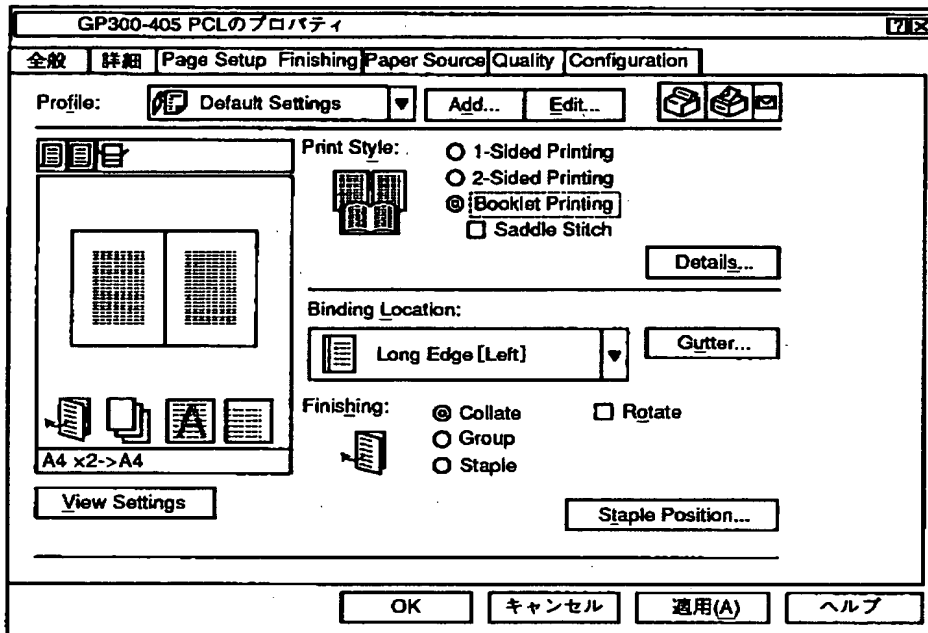 GP300-405 PCLのプロパティ
全般 詳細 Page Setup Finishing Paper Source Quality Configuration
Profile: Default Settings Add... Edit...
Print Style:
1-Sided Printing
2-Sided Printing
Booklet Printing
Saddle Stitch
Details...
Binding Location:
Long Edge [Left]
Gutter...
Finishing:
Collate
Rotate
Group
Staple
A A4 x2->A4
View Settings
Staple Position...
OK キャンセル 適用(A) ヘルプ